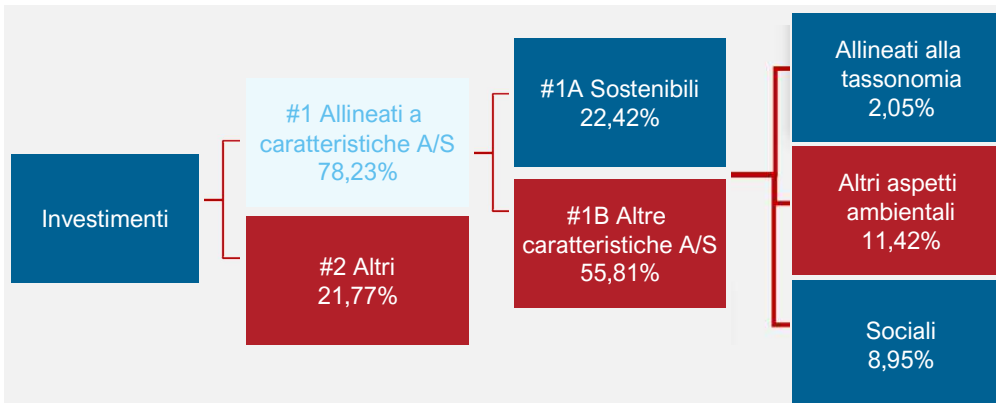 Investimenti
#1 Allineati a
caratteristiche A/S
78,23%
#2 Altri
21,77%
#1A Sostenibili
22,42%
#1B Altre
caratteristiche A/S
55,81%
Allineati alla
tassonomia
2,05%
Altri aspetti
ambientali
11,42%
Sociali
8,95%